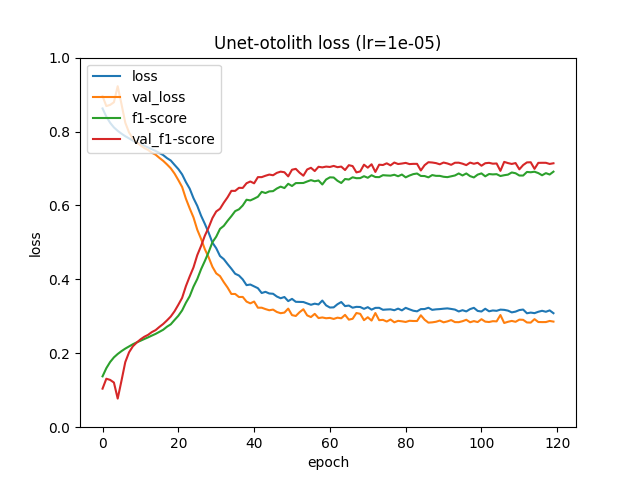 Unet-otolith loss (lr=1e-05)
loss
val_loss
f1-score
val_f1-score
1.0
0.8
0.6
0.4
0.2
0.0
loss
0 20 40 60 80 100 120
epoch